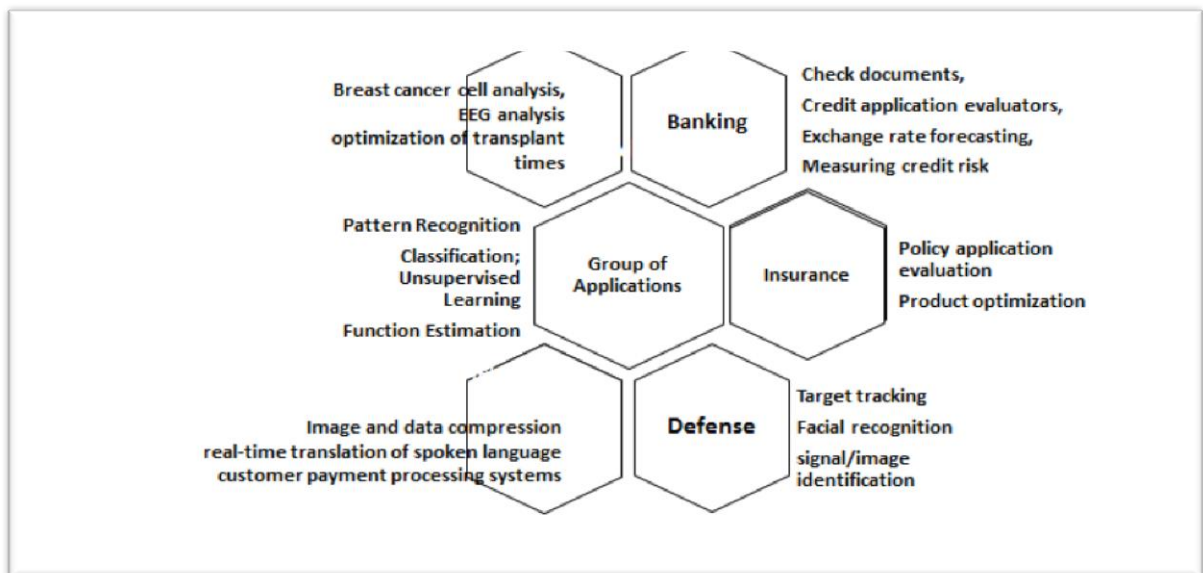 Breast cancer cell analysis,
EEG analysis
optimization of transplant
times
Banking
Check documents,
Credit application evaluators,
Exchange rate forecasting,
Measuring credit risk
Pattern Recognition
Classification;
Unsupervised
Learning
Function Estimation
Group of
Applications
Insurance
Policy application
evaluation
Product optimization
Image and data compression
real-time translation of spoken language
customer payment processing systems
Defense
Target tracking
Facial recognition
signal/image
identification